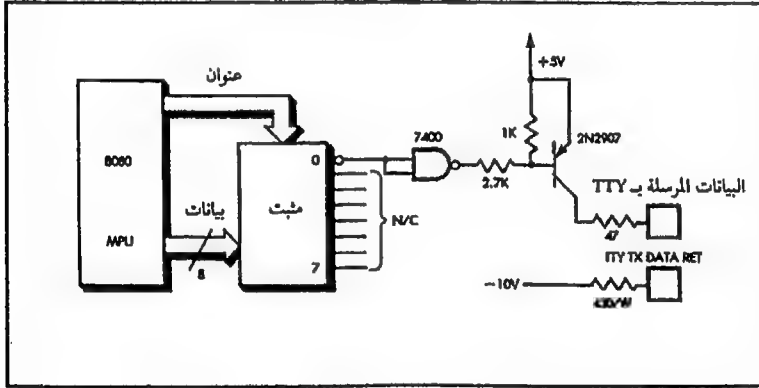 عنوان
+5V
7400
1K
2N2907
8080
MPU
0
مثبت
7
بيانات
8
N/C
2.7K
البيانات المرسلة بـ TTY
47
TTY TX DATA RET
−10V